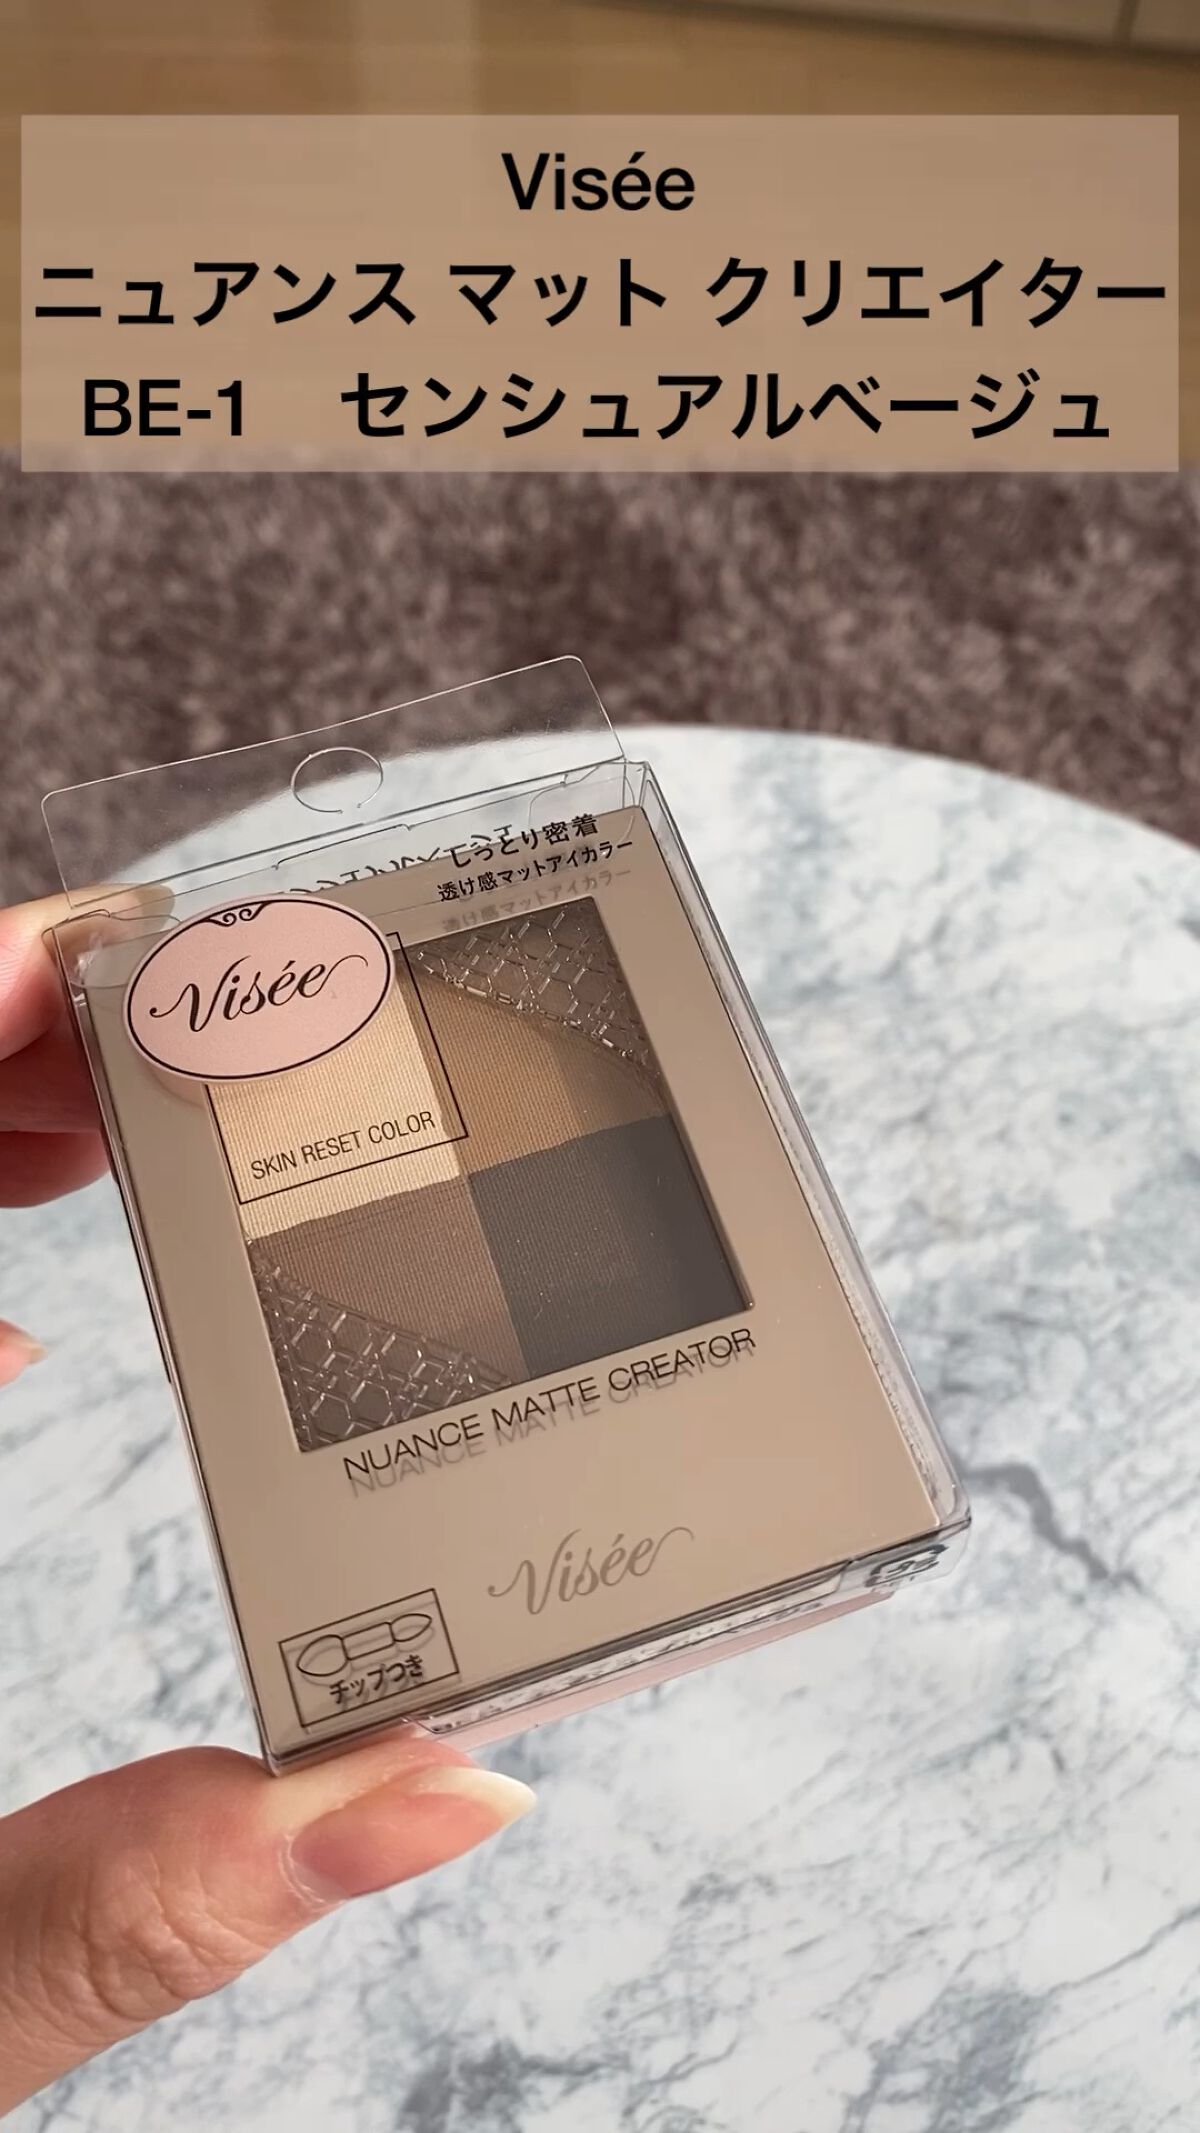 Visée
ニュアンス マット クリエイター
BE-1　センシュアルベージュ
しっとり密着
透け感マットアイカラー
Visée
SKIN RESET COLOR
NUANCE MATTE CREATOR
Visée
チップつき